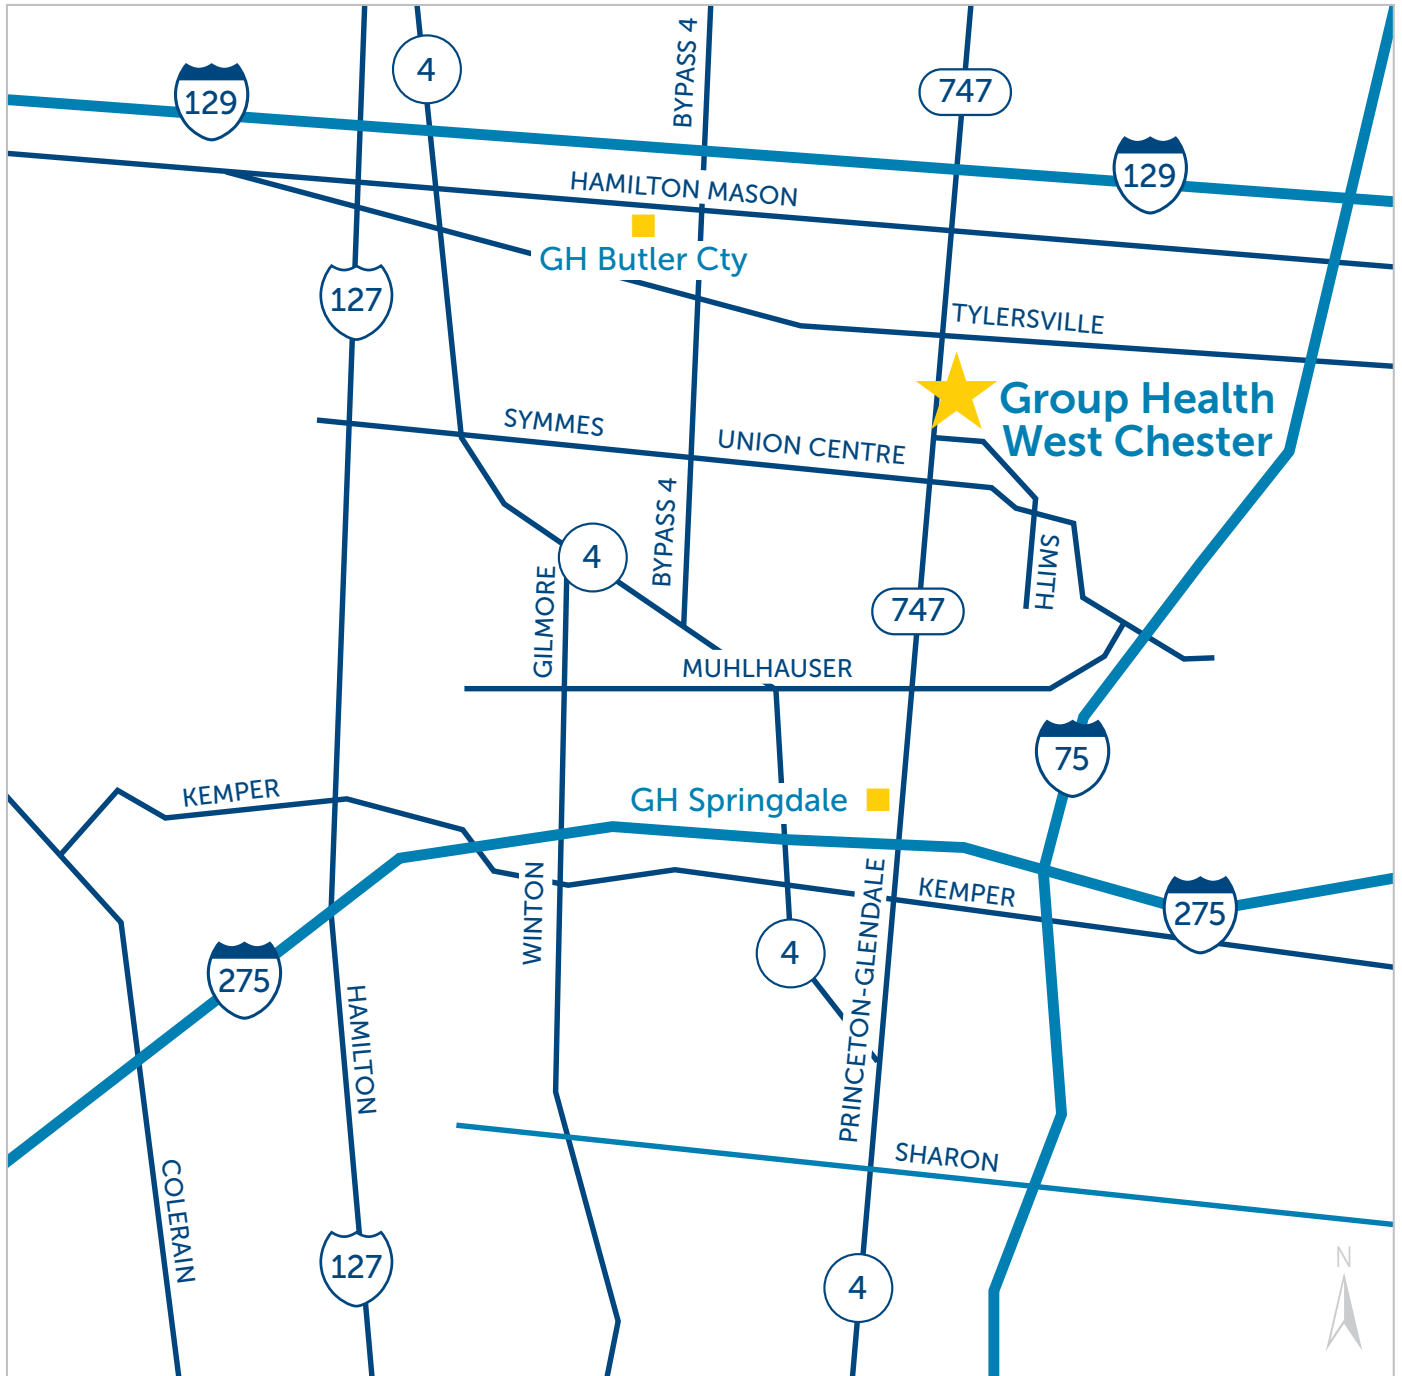 4
BYPASS 4
747
129
129
HAMILTON MASON
GH Butler Cty
127
TYLERSVILLE
Group Health
West Chester
SYMMES
UNION CENTRE
BYPASS 4
4
SMITH
GILMORE
747
MUHLHAUSER
75
KEMPER
GH Springdale
WINTON
PRINCETON-GLENDALE
KEMPER
275
4
275
HAMILTON
SHARON
COLERAIN
127
4
N